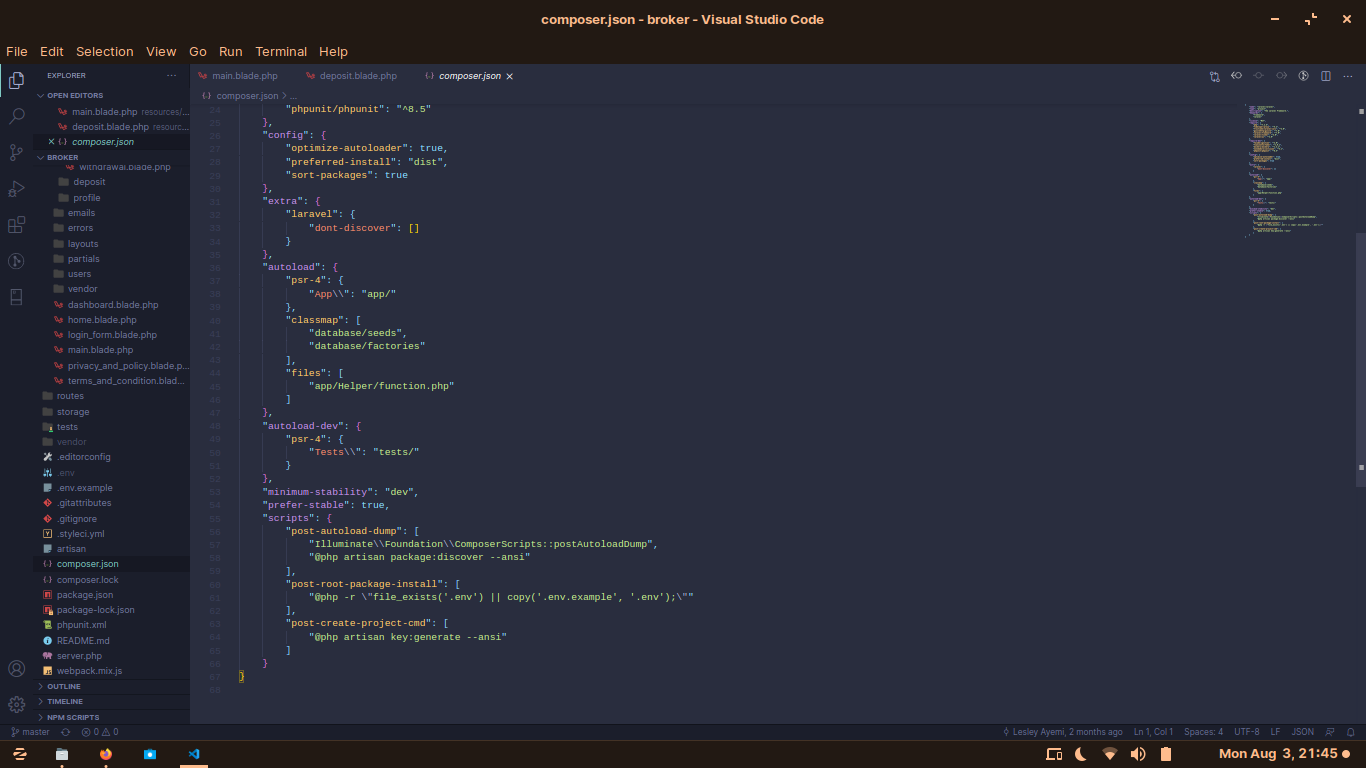 composer.json - broker - Visual Studio Code
File Edit Selection View Go Run Terminal Help
EXPLORER
OPEN EDITORS
main.blade.php resources/...
deposit.blade.php resourc...
composer.json
BROKER
withdrawal.blade.php
deposit
profile
emails
errors
layouts
partials
users
vendor
dashboard.blade.php
home.blade.php
login_form.blade.php
main.blade.php
privacy_and_policy.blade.p...
terms_and_condition.blad...
routes
storage
tests
vendor
.editorconfig
.env
.env.example
.gitattributes
.gitignore
.styleci.yml
artisan
composer.json
composer.lock
package.json
package-lock.json
phpunit.xml
README.md
server.php
webpack.mix.js
OUTLINE
TIMELINE
NPM SCRIPTS
main.blade.php deposit.blade.php composer.json
composer.json > ...
24 "phpunit/phpunit": "^8.5"
25 },
26 "config": {
27 "optimize-autoloader": true,
28 "preferred-install": "dist",
29 "sort-packages": true
30 },
31 "extra": {
32 "laravel": {
33 "dont-discover": []
34 }
35 },
36 "autoload": {
37 "psr-4": {
38 "App\\": "app/"
39 },
40 "classmap": [
41 "database/seeds",
42 "database/factories"
43 ],
44 "files": [
45 "app/Helper/function.php"
46 ]
47 },
48 "autoload-dev": {
49 "psr-4": {
50 "Tests\\": "tests/"
51 }
52 },
53 "minimum-stability": "dev",
54 "prefer-stable": true,
55 "scripts": {
56 "post-autoload-dump": [
57 "Illuminate\\Foundation\\ComposerScripts::postAutoloadDump",
58 "@php artisan package:discover --ansi"
59 ],
60 "post-root-package-install": [
61 "@php -r \"file_exists('.env') || copy('.env.example', '.env');\""
62 ],
63 "post-create-project-cmd": [
64 "@php artisan key:generate --ansi"
65 ]
66 }
67 }
68
master 0 0 Lesley Ayemi, 2 months ago Ln 1, Col 1 Spaces: 4 UTF-8 LF JSON
Mon Aug 3, 21:45